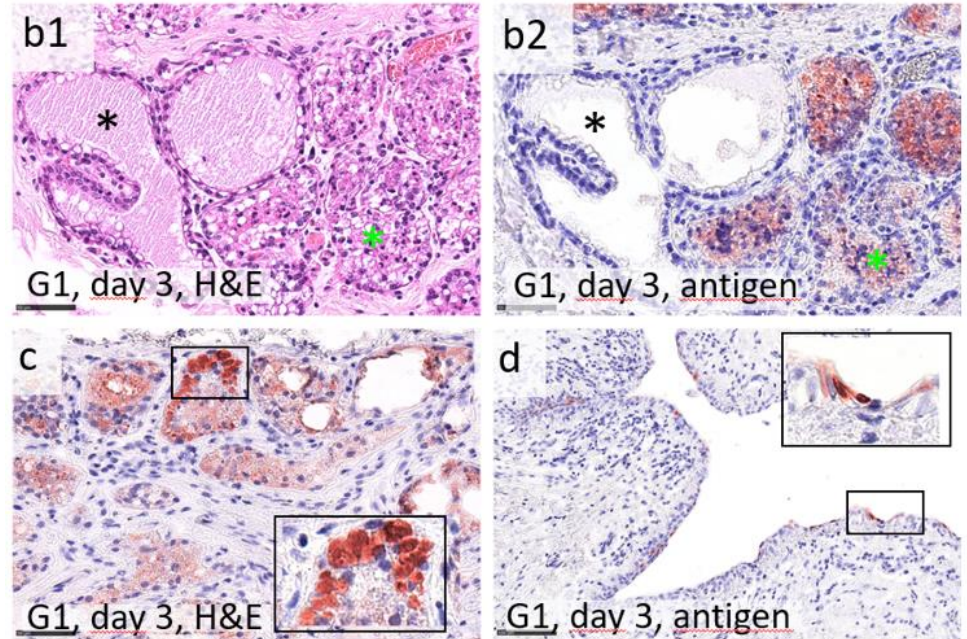 b1
*
*
G1, day 3, H&E
b2
*
*
G1, day 3, antigen
c
G1, day 3, H&E
d
G1, day 3, antigen